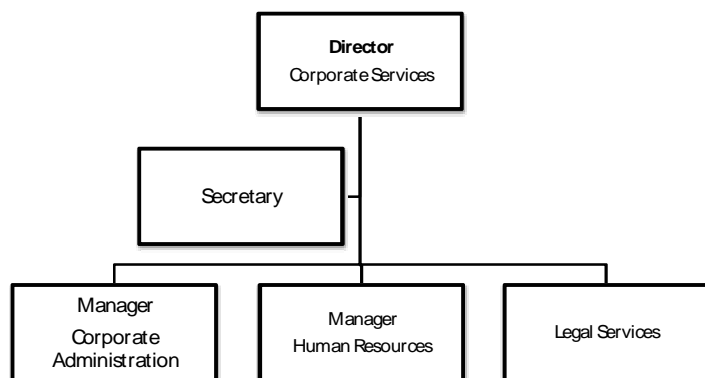 Director
Corporate Services
Secretary
Manager
Corporate
Administration
Manager
Human Resources
Legal Services